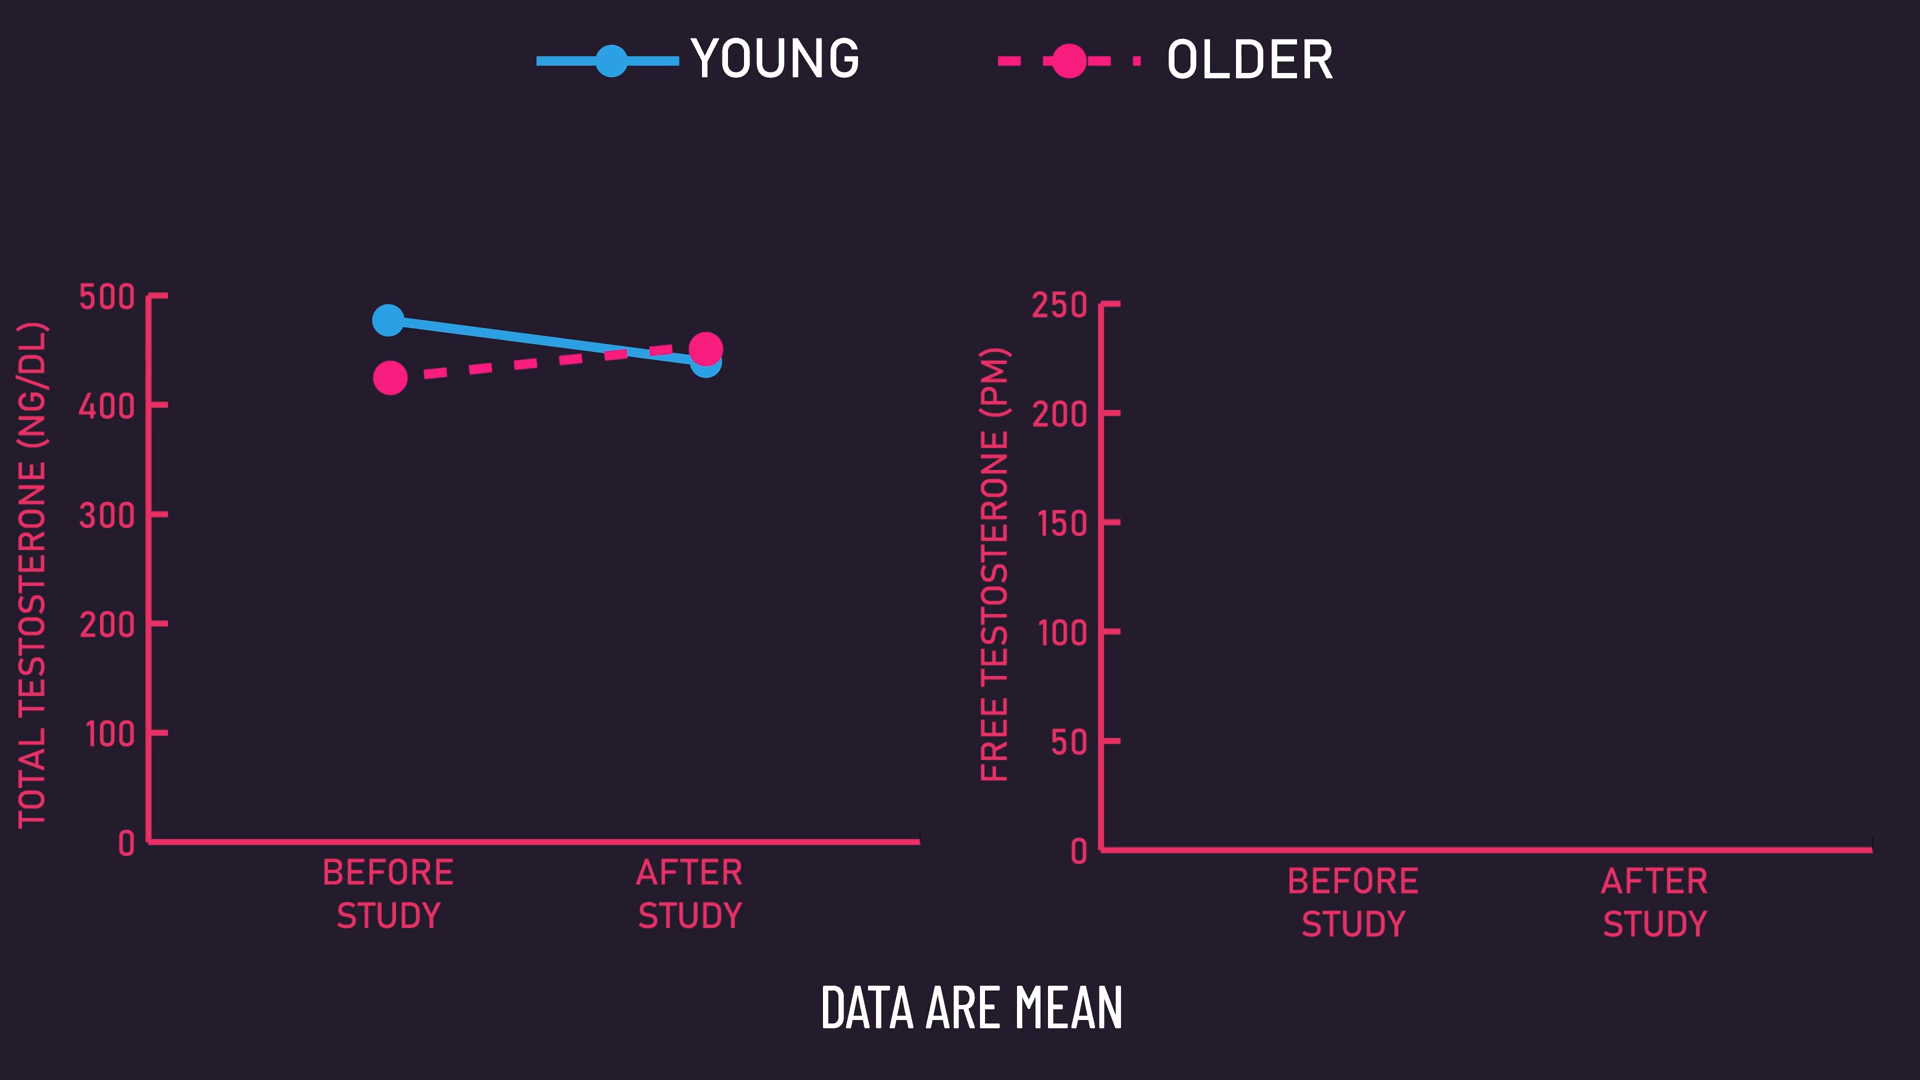 YOUNG
OLDER
TOTAL TESTOSTERONE (NG/DL)
500
400
300
200
100
0
BEFORE
STUDY
AFTER
STUDY
FREE TESTOSTERONE (PM)
250
200
150
100
50
0
BEFORE
STUDY
AFTER
STUDY
DATA ARE MEAN